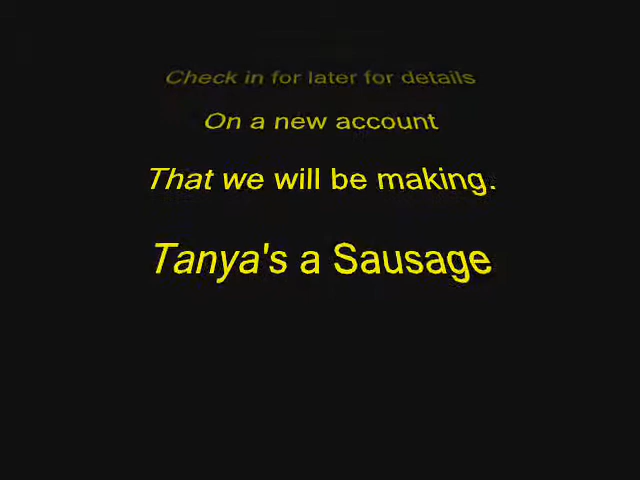 Check in for later for details
On a new account
That we will be making.
Tanya's a Sausage